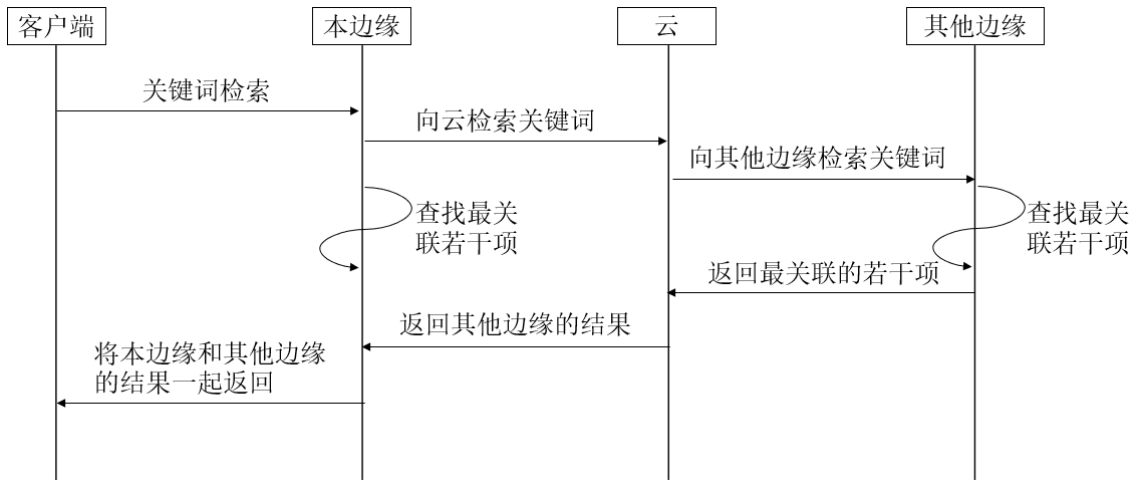 客户端
本边缘
云
其他边缘
关键词检索
向云检索关键词
向其他边缘检索关键词
查找最关
联若干项
查找最关
联若干项
返回最关联的若干项
返回其他边缘的结果
将本边缘和其他边缘
的结果一起返回